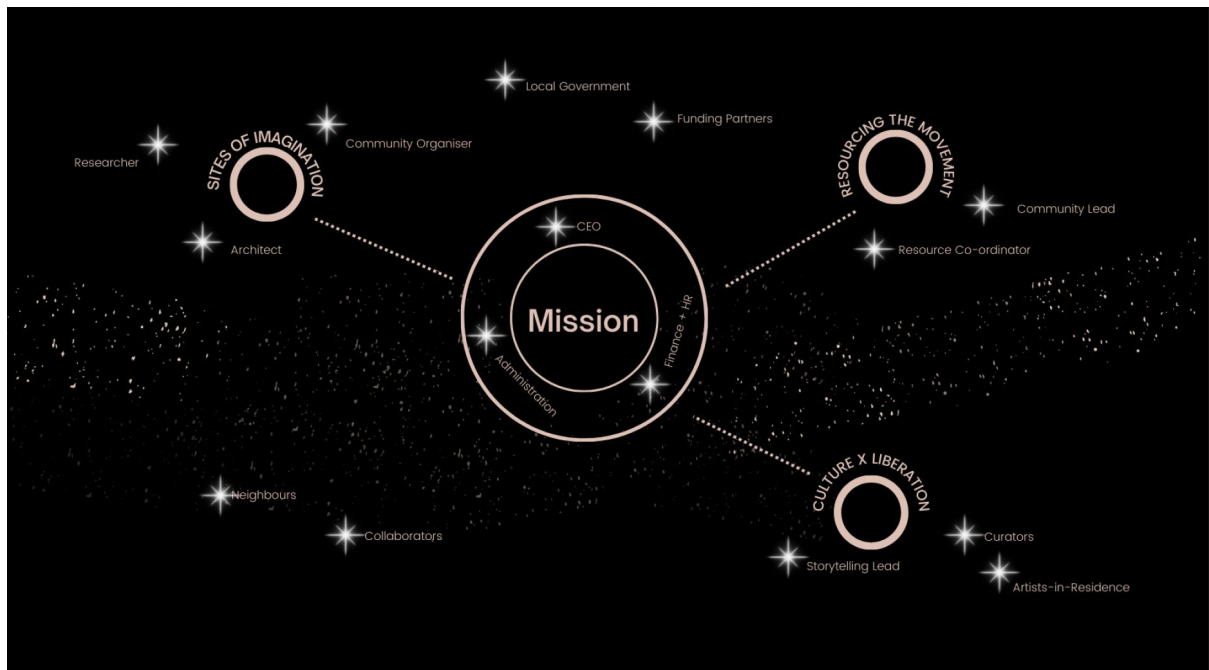 Local Government
Funding Partners
Researcher
SITES OF IMAGINATION
Community Organiser
Architect
RESOURCING THE MOVEMENT
Community Lead
Resource Co-ordinator
CEO
Mission
Finance + HR
Administration
Neighbours
Collaborators
CULTURE X LIBERATION
Storytelling Lead
Curators
Artists-in-Residence